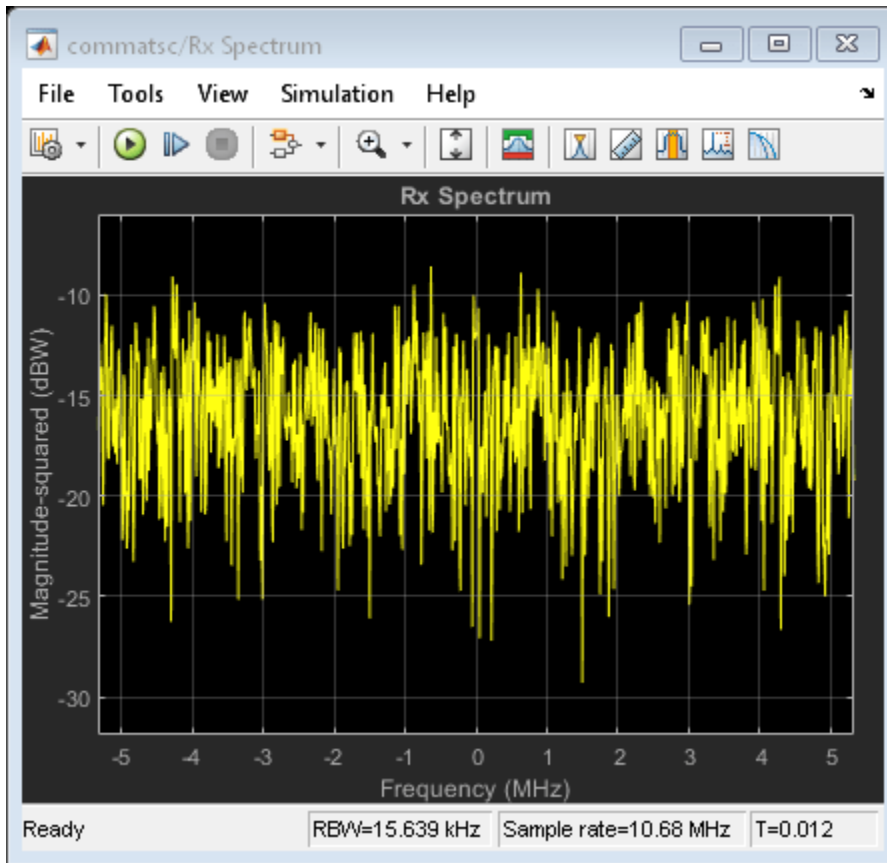 commatsc/Rx Spectrum
File Tools View Simulation Help
Rx Spectrum
Magnitude-squared (dBW)
-10
-15
-20
-25
-30
-5 -4 -3 -2 -1 0 1 2 3 4 5
Frequency (MHz)
Ready RBW=15.639 kHz Sample rate=10.68 MHz T=0.012